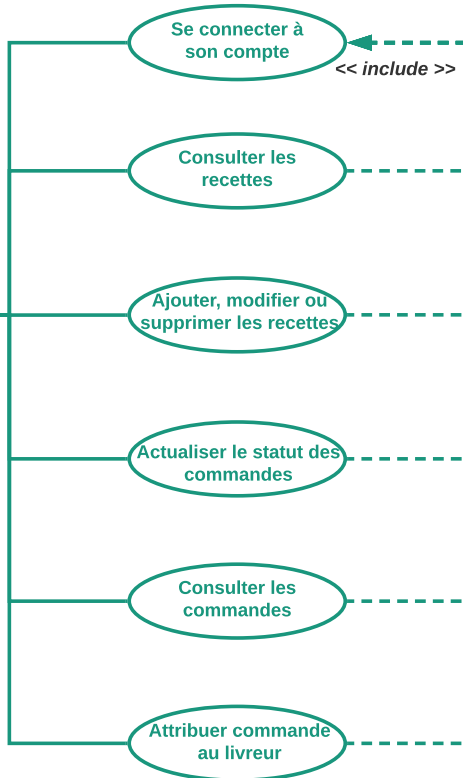 Se connecter à
son compte
<< include >>
Consulter les
recettes
Ajouter, modifier ou
supprimer les recettes
Actualiser le statut des
commandes
Consulter les
commandes
Attribuer commande
au livreur